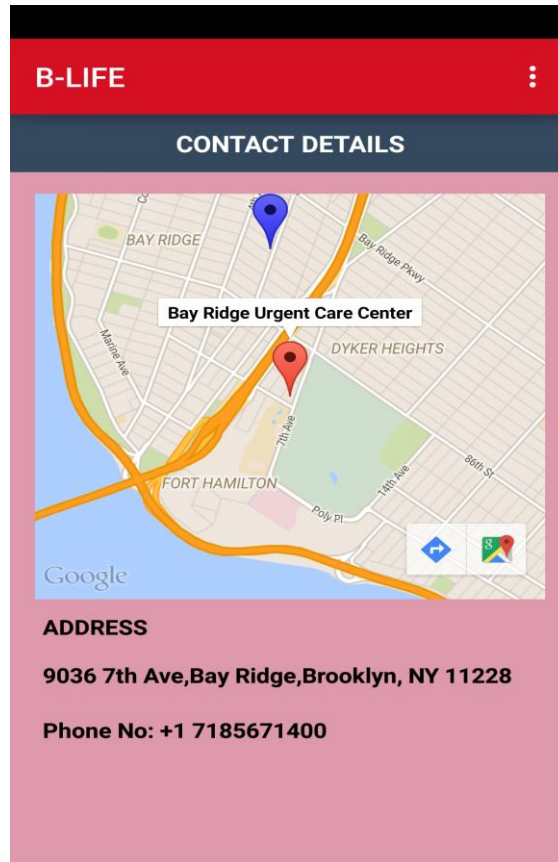 B-LIFE
CONTACT DETAILS
4th Ave
BAY RIDGE
Bay Ridge Pkwy
Bay Ridge Urgent Care Center
Marine Ave
DYKER HEIGHTS
7th Ave
86th St
14th Ave
FORT HAMILTON
Poly Pl
Google
ADDRESS
9036 7th Ave,Bay Ridge,Brooklyn, NY 11228
Phone No: +1 7185671400